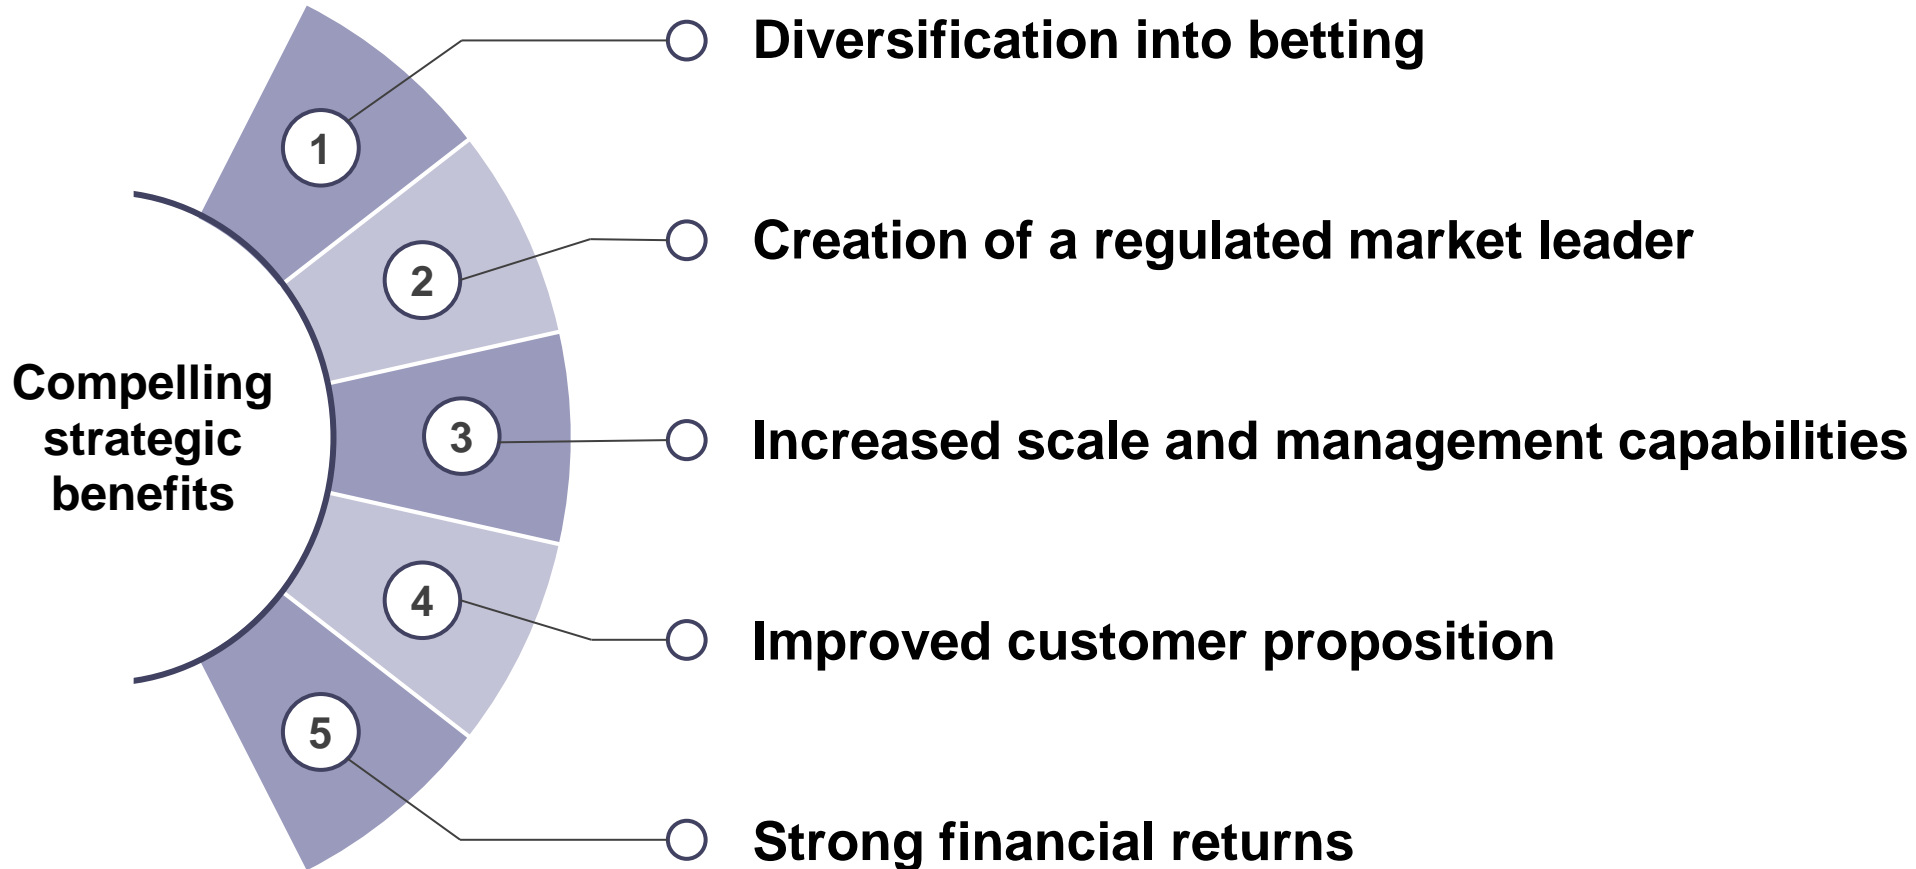 Compelling
strategic
benefits
1
Diversification into betting
2
Creation of a regulated market leader
3
Increased scale and management capabilities
4
Improved customer proposition
5
Strong financial returns